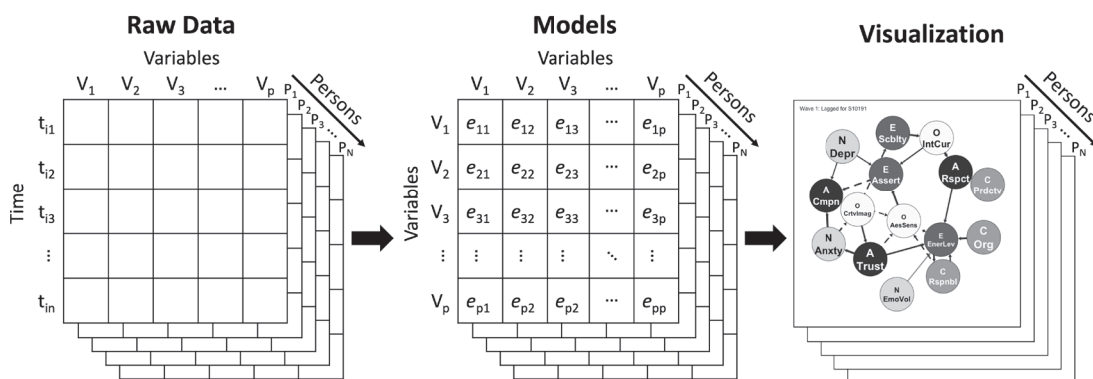 Raw Data
Variables
V1 V2 V3 ... Vp
Persons
P1 P2 P3 ... PN
Time
ti1
ti2
ti3
⋮
tin
Models
Variables
V1 V2 V3 ... Vp
Persons
P1 P2 P3 ... PN
Variables
V1 e11 e12 e13 ... e1p
V2 e21 e22 e23 ... e2p
V3 e31 e32 e33 ... e3p
⋮ ⋮ ⋮ ⋮ ⋱ ⋮
Vp ep1 ep2 ep2 ... epp
Visualization
Persons
P1 P2 P3 ... PN
Wave 1: Logged for S10191
E
Scblty
O
IntCur
N
Depr
E
Assert
A
Rspct
C
Prdctv
A
Cmpn
O
CrtvImag
O
AesSens
N
Anxty
E
EnerLev
C
Org
A
Trust
C
Rspnbl
N
EmoVol